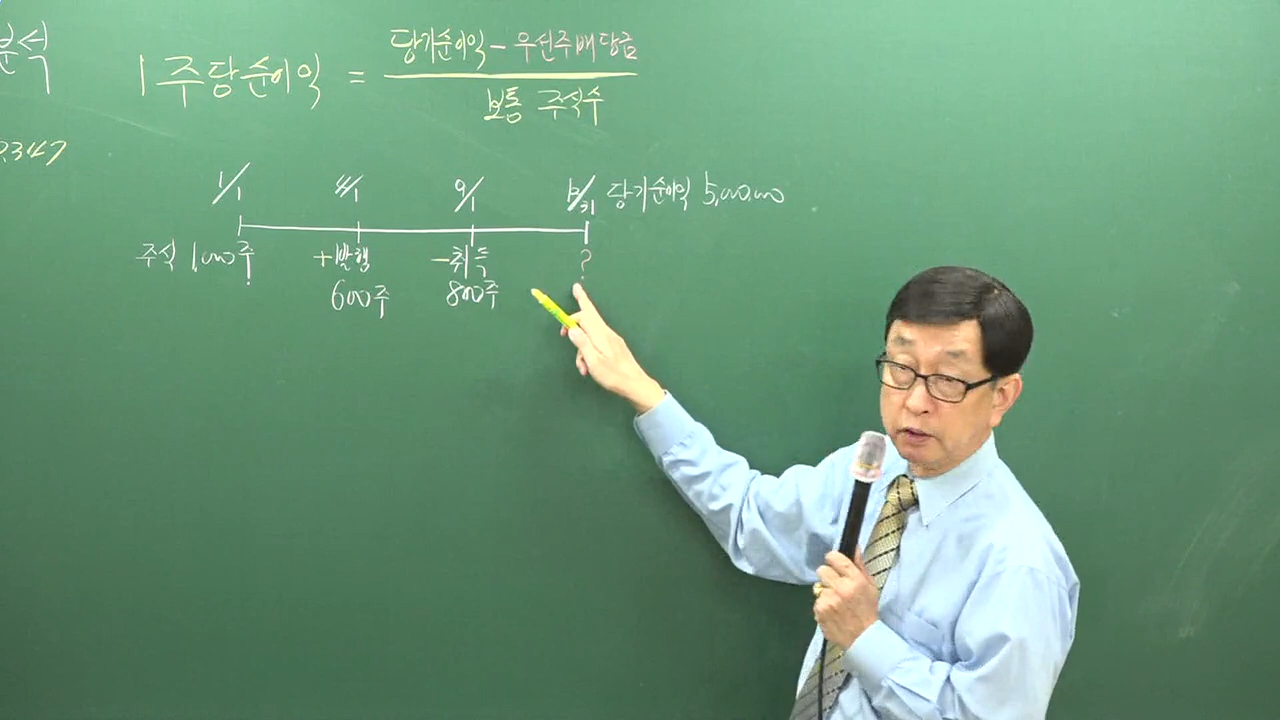 분석
1주당순이익 = 당기순이익 - 우선주배당금
보통 주식수
0.347
1/1 4/1 9/1 12/31 당기순이익 5,000,000
주식 1,000주 +발행 -취득 ?
600주 800주